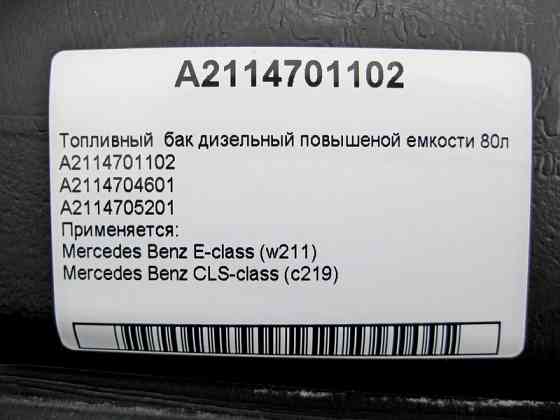 A2114701102
Топливный бак дизельный повышеной емкости 80л
A2114701102
A2114704601
A2114705201
Применяется:
Mercedes Benz E-class (w211)
Mercedes Benz CLS-class (c219)